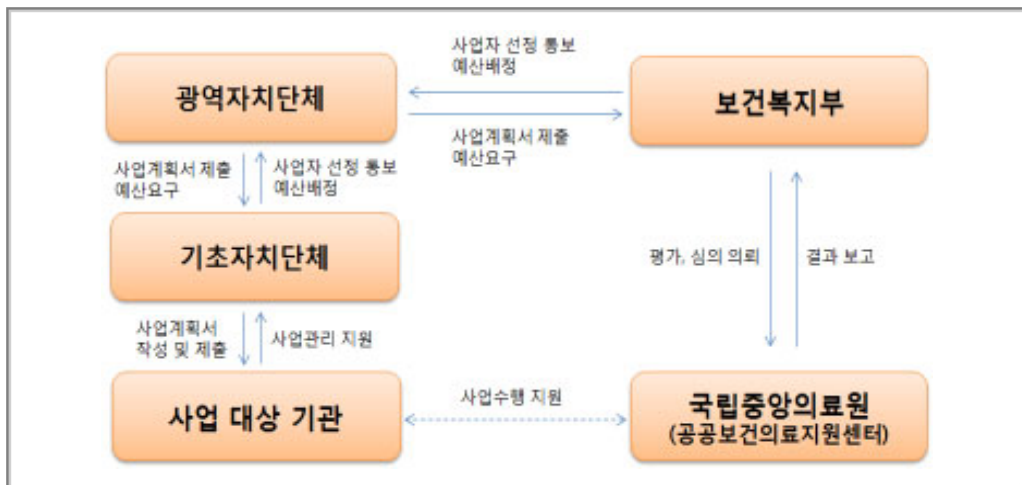 사업자 선정 통보
예산배정
광역자치단체
보건복지부
사업계획서 제출
예산요구
사업계획서 제출
예산요구
사업자 선정 통보
예산배정
기초자치단체
평가, 심의 의뢰
결과 보고
사업계획서
작성 및 제출
사업관리 지원
사업 대상 기관
사업수행 지원
국립중앙의료원
(공공보건의료지원센터)